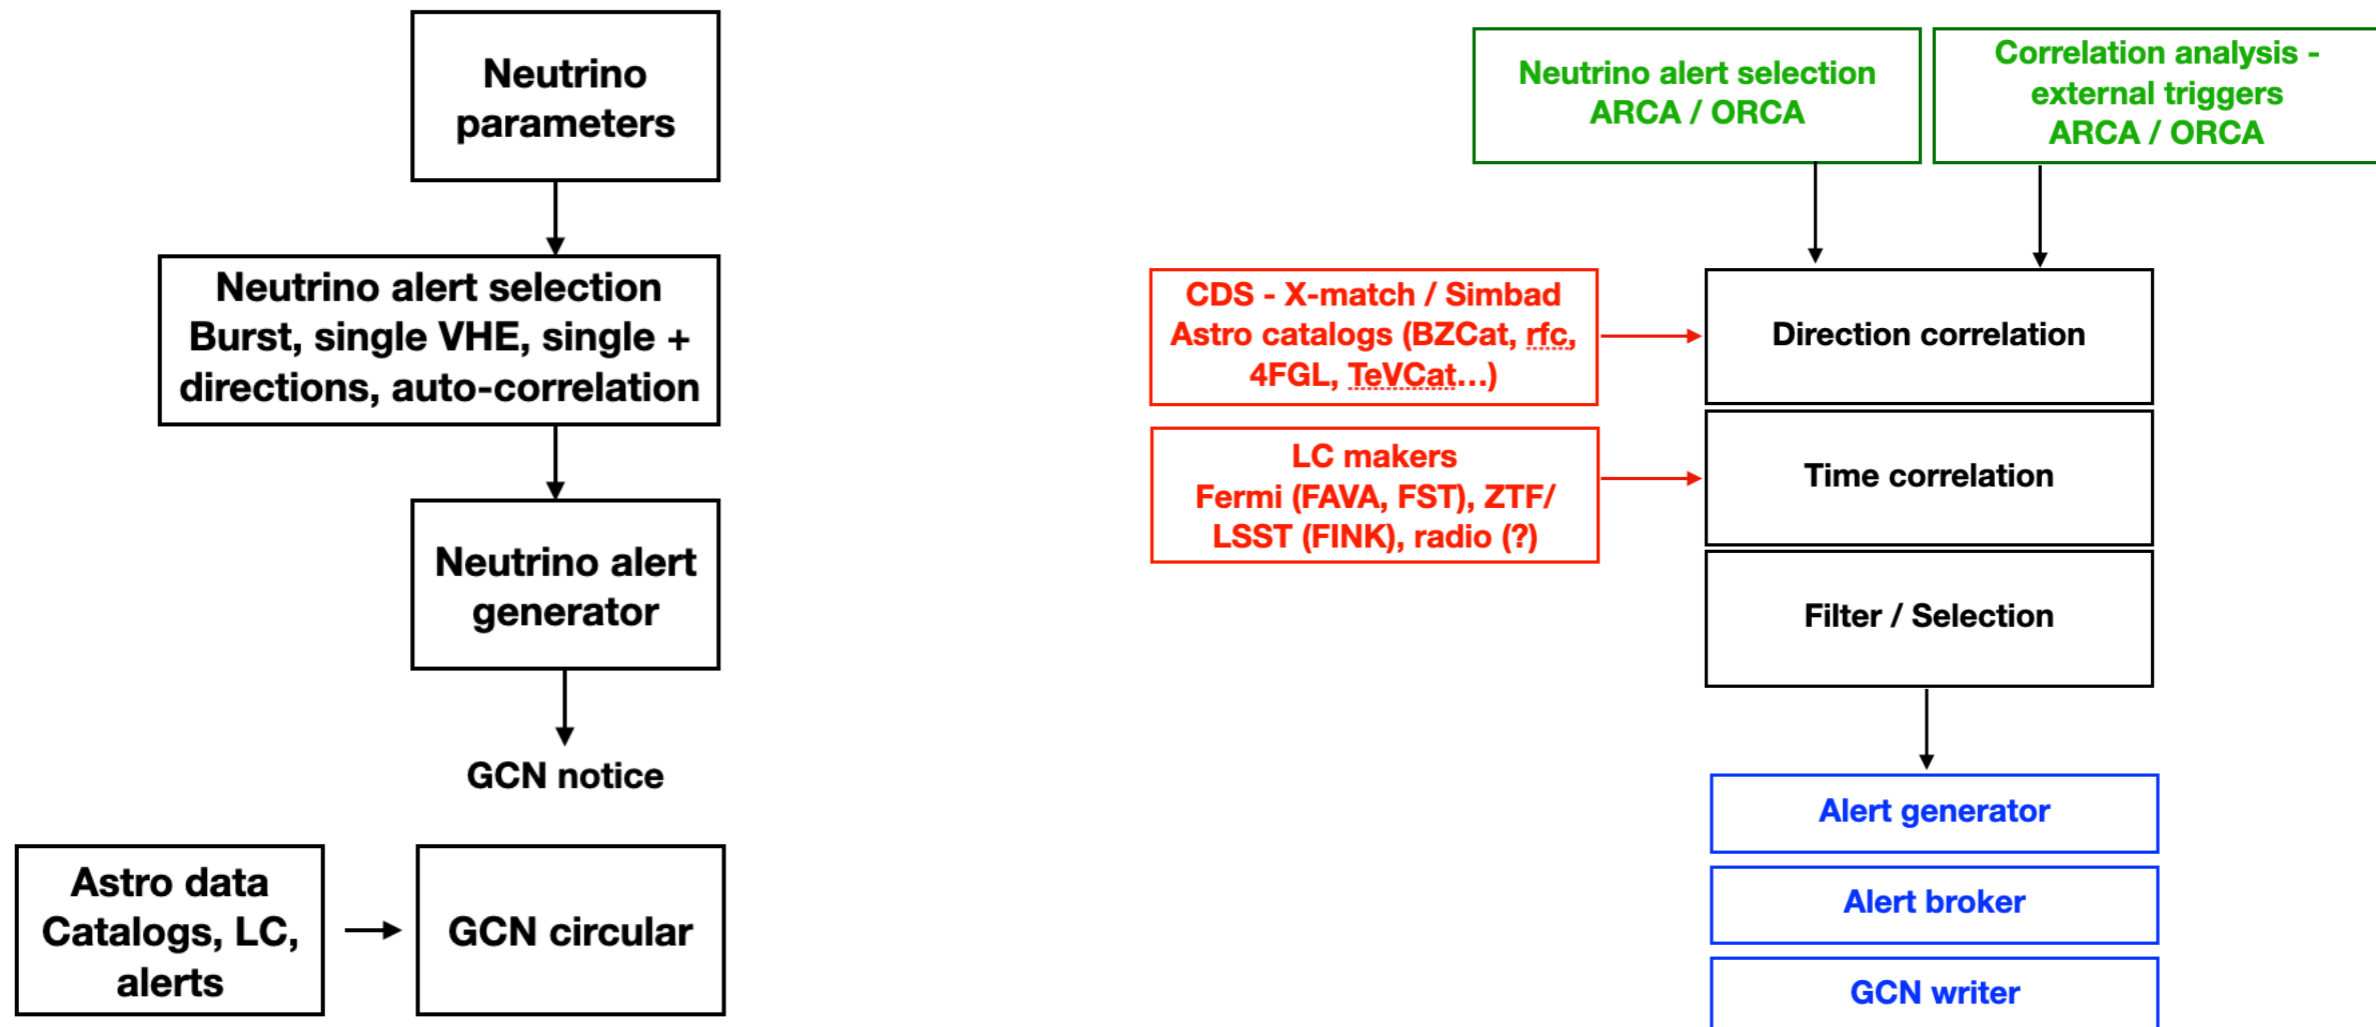 Neutrino
parameters
Neutrino alert selection
Burst, single VHE, single +
directions, auto-correlation
Neutrino alert
generator
GCN notice
Astro data
Catalogs, LC,
alerts
GCN circular
Neutrino alert selection
ARCA / ORCA
Correlation analysis -
external triggers
ARCA / ORCA
CDS - X-match / Simbad
Astro catalogs (BZCat, rfc,
4FGL, TeVCat...)
Direction correlation
LC makers
Fermi (FAVA, FST), ZTF/
LSST (FINK), radio (?)
Time correlation
Filter / Selection
Alert generator
Alert broker
GCN writer